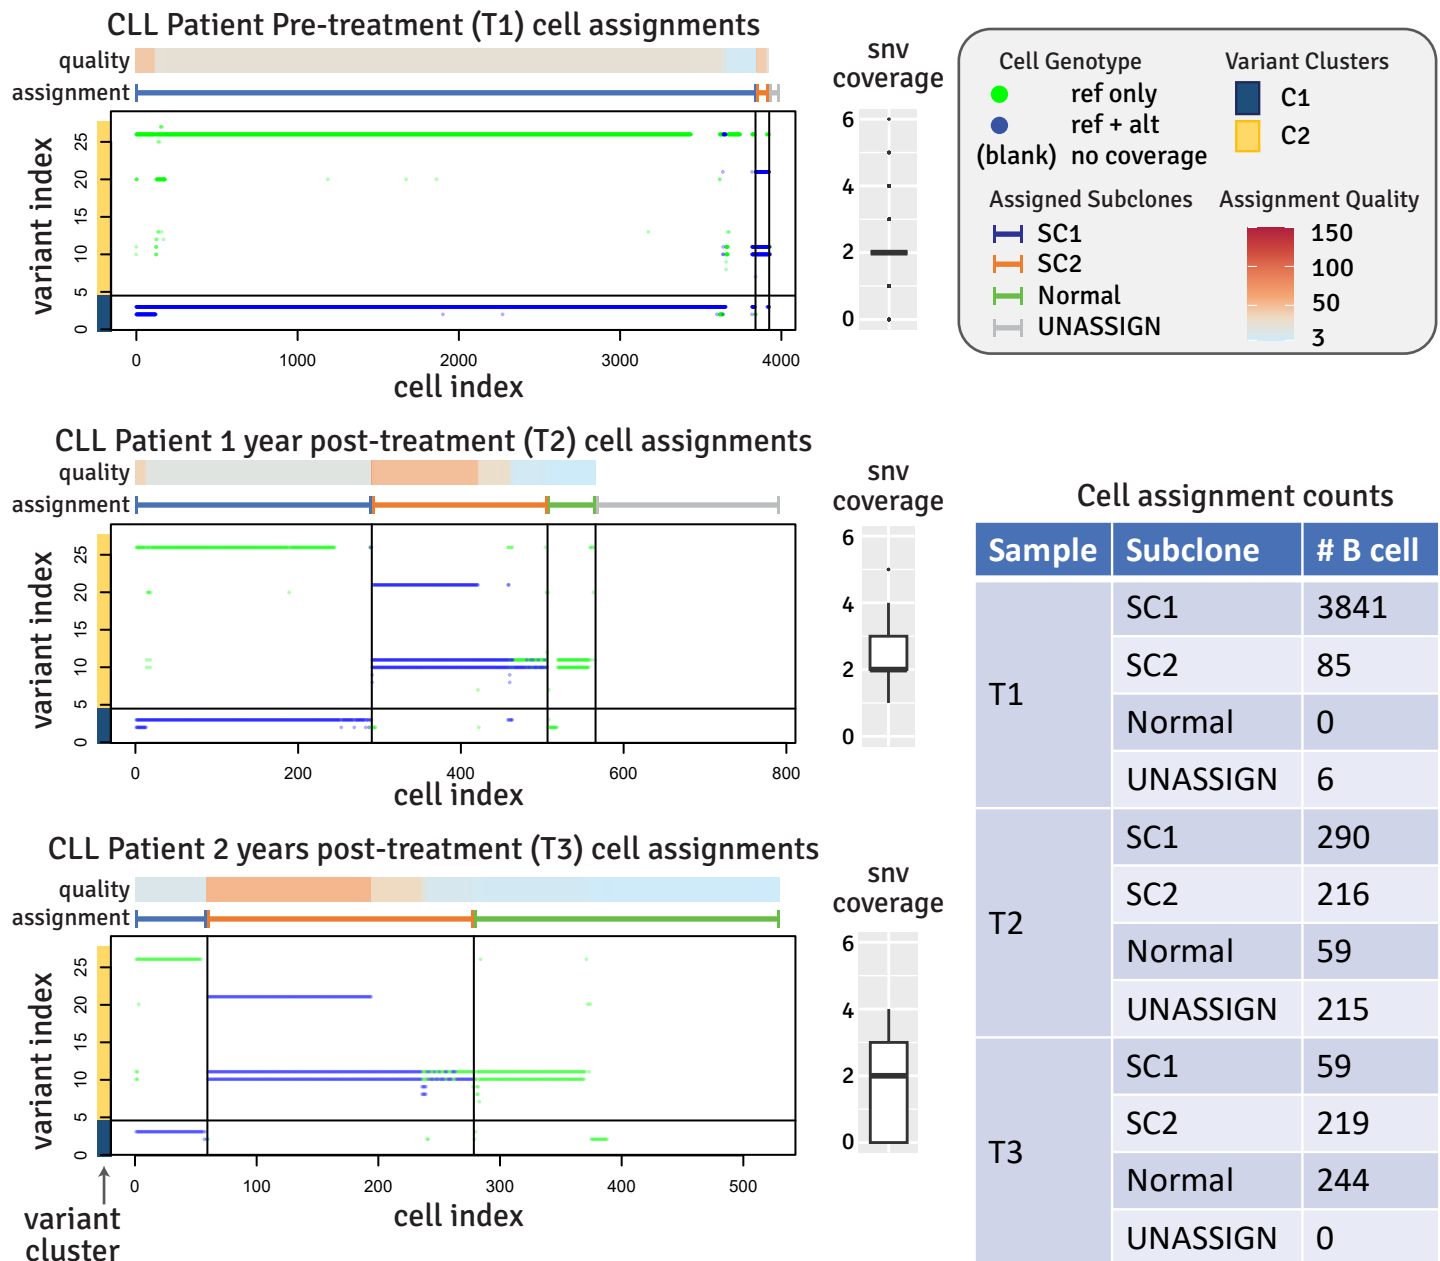 CLL Patient Pre-treatment (T1) cell assignments
quality
assignment
variant index
0
5
10
15
20
25
0
1000
2000
3000
4000
cell index
snv
coverage
6
4
2
0
Cell Genotype
ref only
ref + alt
(blank) no coverage
Variant Clusters
C1
C2
Assigned Subclones
SC1
SC2
Normal
UNASSIGN
Assignment Quality
150
100
50
3
CLL Patient 1 year post-treatment (T2) cell assignments
quality
assignment
variant index
0
5
10
15
20
25
0
200
400
600
800
cell index
snv
coverage
6
4
2
0
CLL Patient 2 years post-treatment (T3) cell assignments
quality
assignment
variant index
0
5
10
15
20
25
0
100
200
300
400
500
cell index
variant
cluster
snv
coverage
6
4
2
0
Cell assignment counts
Sample Subclone # B cell
T1
SC1 3841
SC2 85
Normal 0
UNASSIGN 6
T2
SC1 290
SC2 216
Normal 59
UNASSIGN 215
T3
SC1 59
SC2 219
Normal 244
UNASSIGN 0